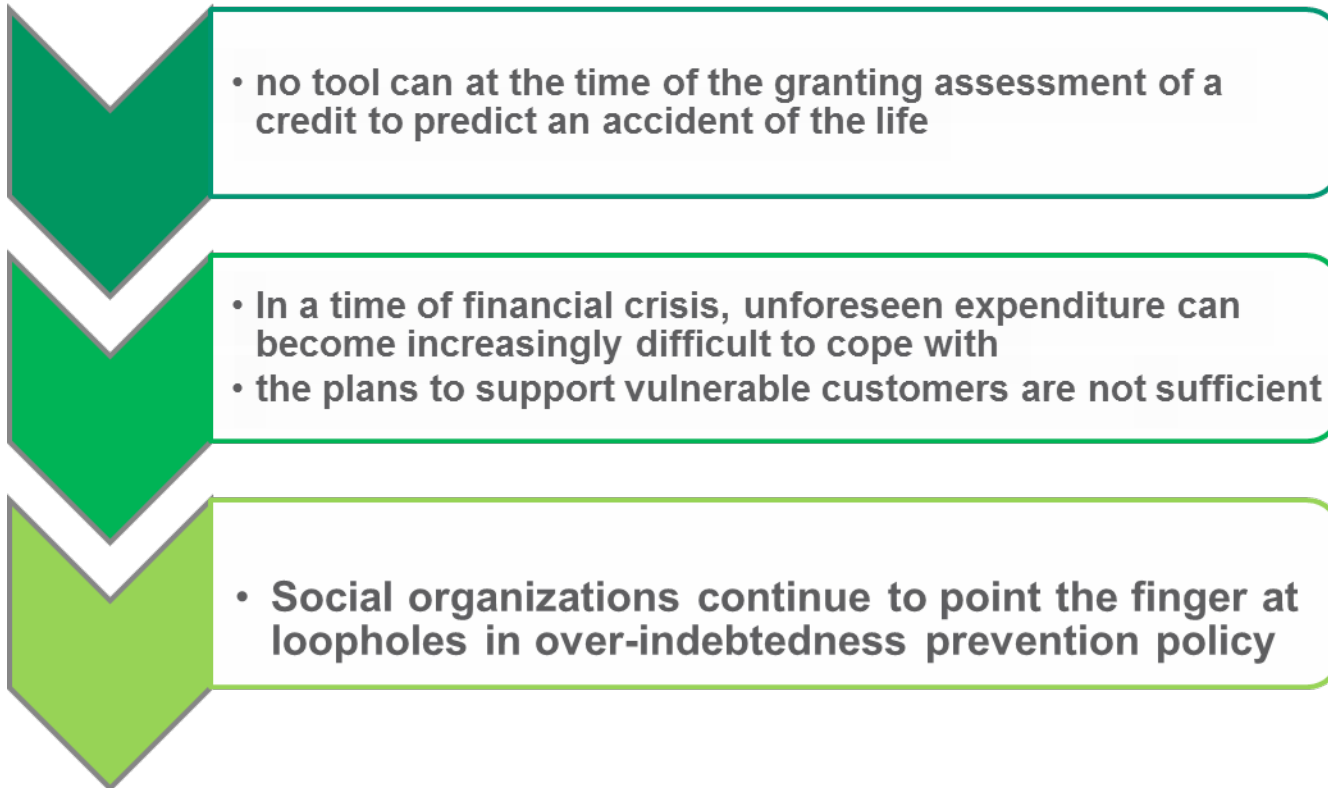 • no tool can at the time of the granting assessment of a
credit to predict an accident of the life
• In a time of financial crisis, unforeseen expenditure can
become increasingly difficult to cope with
• the plans to support vulnerable customers are not sufficient
• Social organizations continue to point the finger at
loopholes in over-indebtedness prevention policy